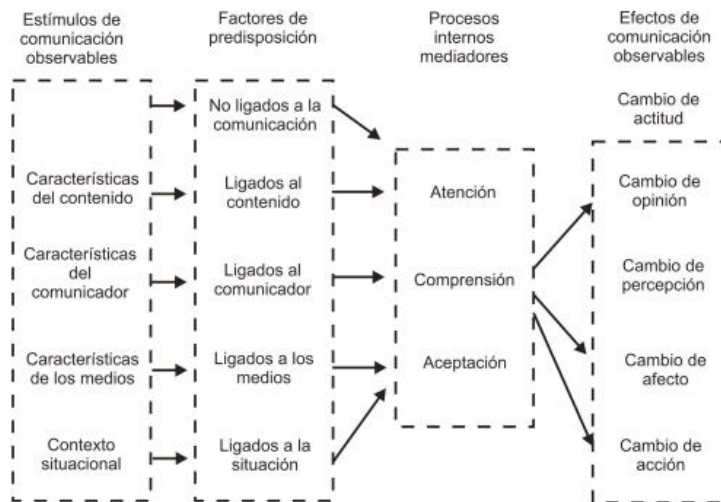 Estímulos de
comunicación
observables
Factores de
predisposición
Procesos
internos
mediadores
Efectos de
comunicación
observables
No ligados a la
comunicación
Cambio de
actitud
Características
del contenido
Ligados al
contenido
Atención
Cambio de
opinión
Características
del
comunicador
Ligados al
comunicador
Comprensión
Cambio de
percepción
Características
de los medios
Ligados a los
medios
Aceptación
Cambio de
afecto
Contexto
situacional
Ligados a la
situación
Cambio de
acción